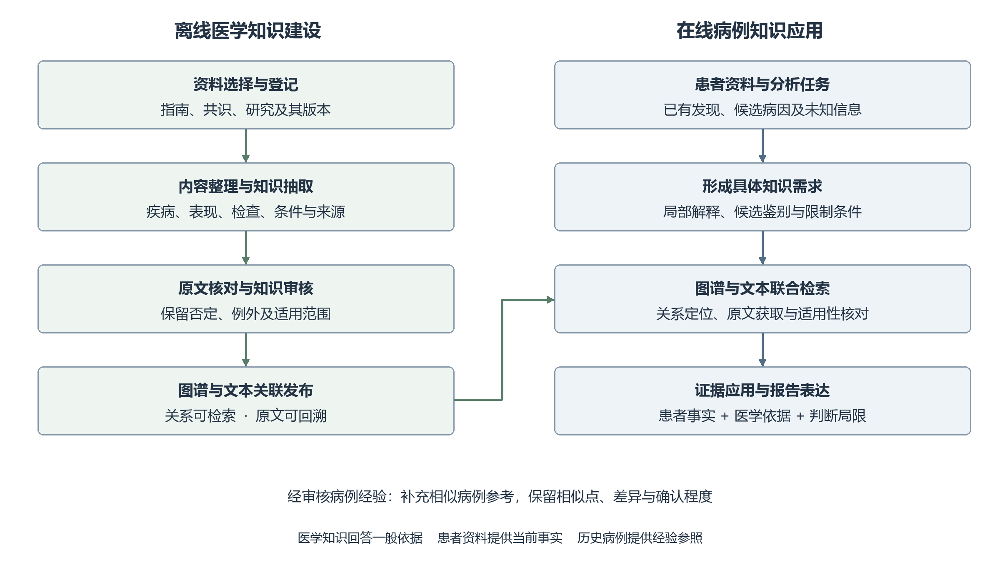 离线医学知识建设
资料选择与登记
指南、共识、研究及其版本
内容整理与知识抽取
疾病、表现、检查、条件与来源
原文核对与知识审核
保留否定、例外及适用范围
图谱与文本关联发布
关系可检索 · 原文可回溯
在线病例知识应用
患者资料与分析任务
已有发现、候选病因及未知信息
形成具体知识需求
局部解释、候选鉴别与限制条件
图谱与文本联合检索
关系定位、原文获取与适用性核对
证据应用与报告表达
患者事实 + 医学依据 + 判断局限
经审核病例经验：补充相似病例参考，保留相似点、差异与确认程度
医学知识回答一般依据 患者资料提供当前事实 历史病例提供经验参照